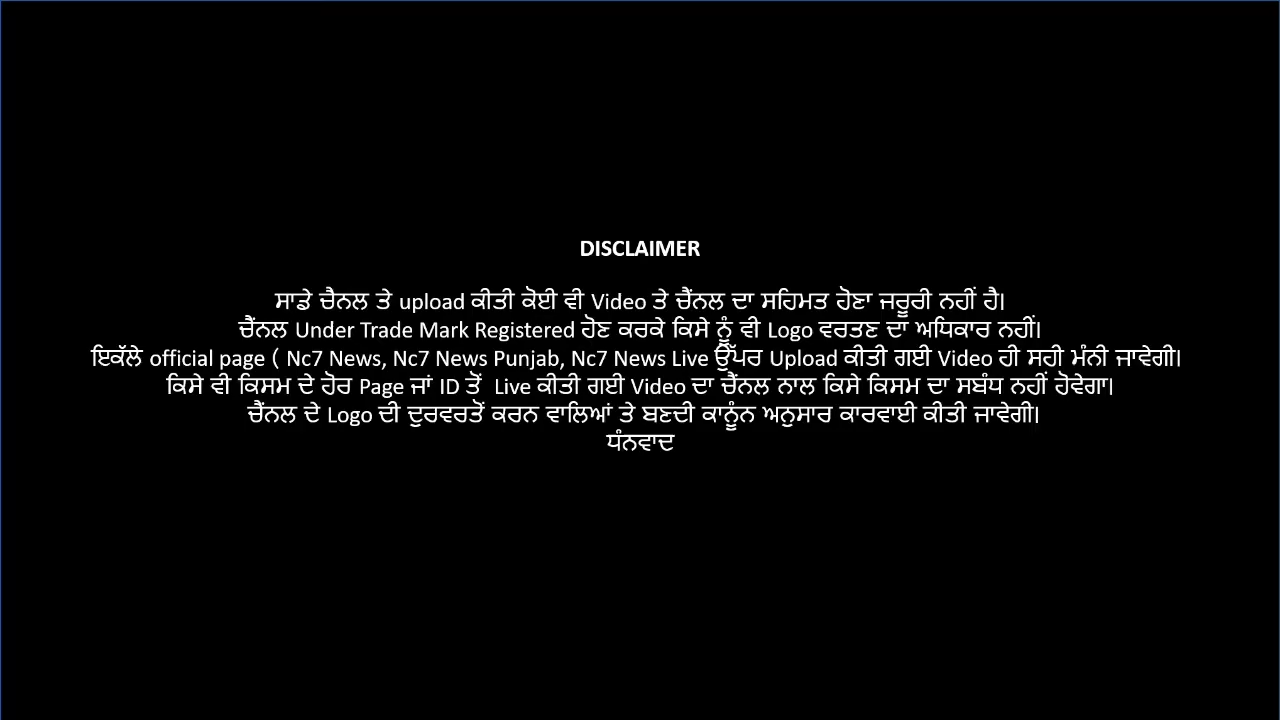 DISCLAIMER
ਸਾਡੇ ਚੈਨਲ ਤੇ upload ਕੀਤੀ ਕੋਈ ਵੀ Video ਤੇ ਚੈਂਨਲ ਦਾ ਸਹਿਮਤ ਹੋਣਾ ਜਰੂਰੀ ਨਹੀਂ ਹੈ।
ਚੈਂਨਲ Under Trade Mark Registered ਹੋਣ ਕਰਕੇ ਕਿਸੇ ਨੂੰ ਵੀ Logo ਵਰਤਣ ਦਾ ਅਧਿਕਾਰ ਨਹੀਂ।
ਇਕੱਲੇ official page ( Nc7 News, Nc7 News Punjab, Nc7 News Live ਉੱਪਰ Upload ਕੀਤੀ ਗਈ Video ਹੀ ਸਹੀ ਮੰਨੀ ਜਾਵੇਗੀ।
ਕਿਸੇ ਵੀ ਕਿਸਮ ਦੇ ਹੋਰ Page ਜਾਂ ID ਤੋਂ Live ਕੀਤੀ ਗਈ Video ਦਾ ਚੈਂਨਲ ਨਾਲ ਕਿਸੇ ਕਿਸਮ ਦਾ ਸਬੰਧ ਨਹੀਂ ਹੋਵੇਗਾ।
ਚੈਂਨਲ ਦੇ Logo ਦੀ ਦੁਰਵਰਤੋਂ ਕਰਨ ਵਾਲਿਆਂ ਤੇ ਬਣਦੀ ਕਾਨੂੰਨ ਅਨੁਸਾਰ ਕਾਰਵਾਈ ਕੀਤੀ ਜਾਵੇਗੀ।
ਧੰਨਵਾਦ